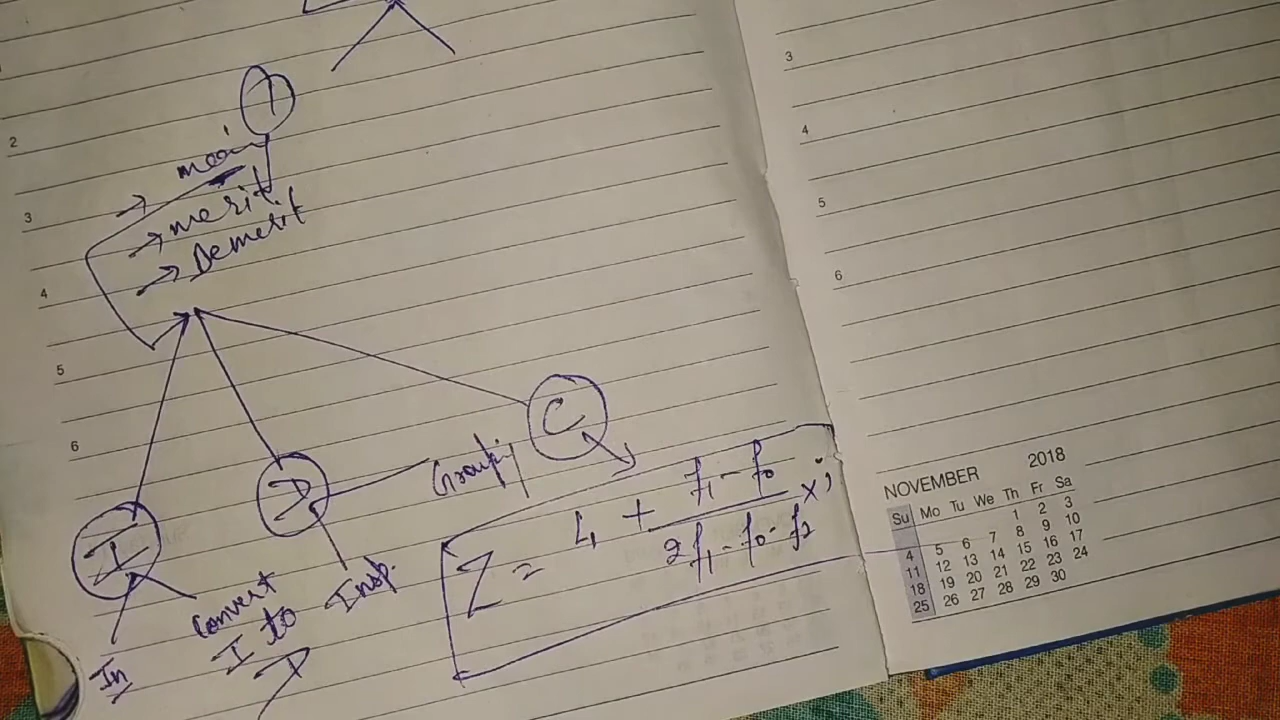 T
→ mean
→ merit
→ Demerit
C
D
Grouping
I
In
Convert
I to
D
Insp.
Z = L₁ + f₁ - f₀ / 2f₁ - f₀ - f₂ × i
2
3
4
5
6
3
4
5
6
NOVEMBER 2018
Su Mo Tu We Th Fr Sa
1 2 3
4 5 6 7 8 9 10
11 12 13 14 15 16 17
18 19 20 21 22 23 24
25 26 27 28 29 30